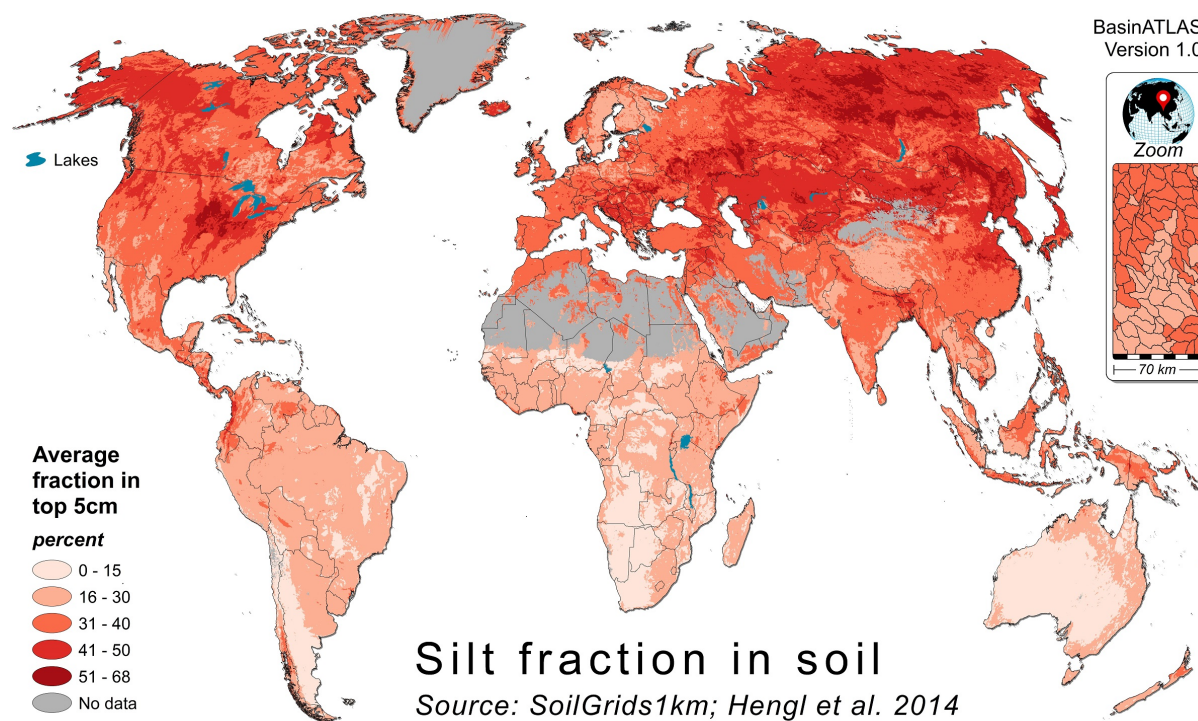 BasinATLAS
Version 1.0
Zoom
Lakes
70 km
Average
fraction in
top 5cm
percent
0 - 15
16 - 30
31 - 40
41 - 50
51 - 68
No data
Silt fraction in soil
Source: SoilGrids1km; Hengl et al. 2014